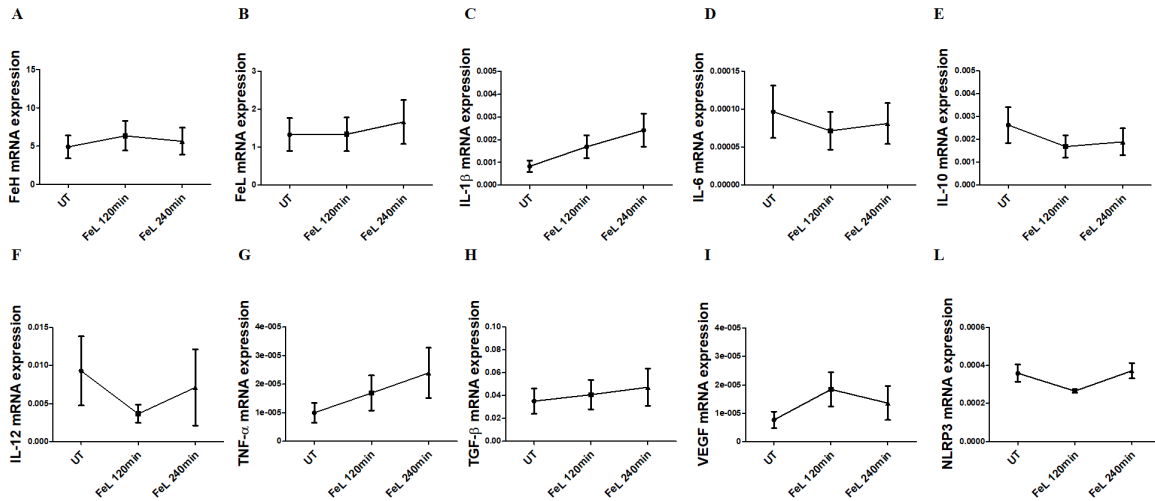 A
FeH mRNA expression
15
10
5
0
UT
FeL 120min
FeL 240min
B
FeL mRNA expression
3
2
1
0
UT
FeL 120min
FeL 240min
C
IL-1β mRNA expression
0.005
0.004
0.003
0.002
0.001
0.000
UT
FeL 120min
FeL 240min
D
IL-6 mRNA expression
0.00015
0.00010
0.00005
0.00000
UT
FeL 120min
FeL 240min
E
IL-10 mRNA expression
0.005
0.004
0.003
0.002
0.001
0.000
UT
FeL 120min
FeL 240min
F
IL-12 mRNA expression
0.015
0.010
0.005
0.000
UT
FeL 120min
FeL 240min
G
TNF-α mRNA expression
4e-005
3e-005
2e-005
1e-005
0
UT
FeL 120min
FeL 240min
H
TGF-β mRNA expression
0.10
0.08
0.06
0.04
0.02
0.00
UT
FeL 120min
FeL 240min
I
VEGF mRNA expression
4e-005
3e-005
2e-005
1e-005
0
UT
FeL 120min
FeL 240min
L
NLRP3 mRNA expression
0.0006
0.0004
0.0002
0.0000
UT
FeL 120min
FeL 240min